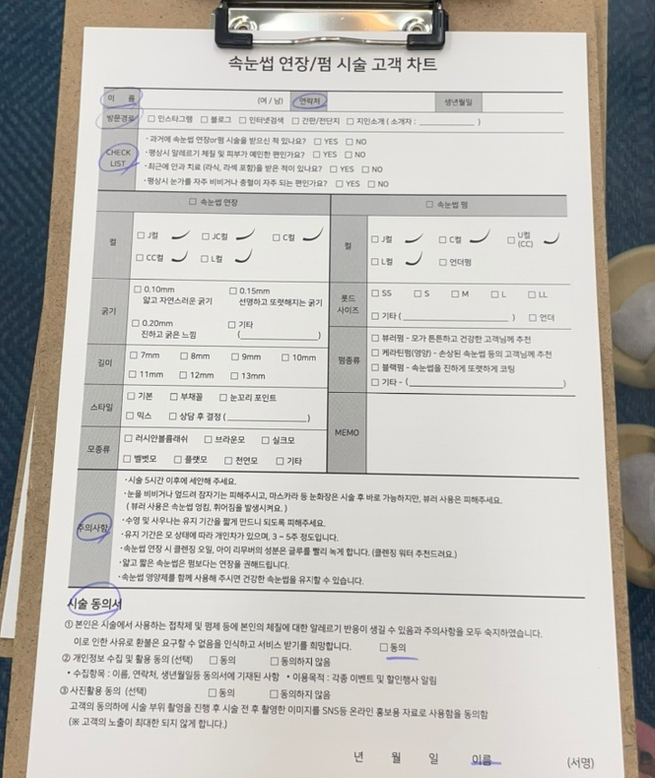 속눈썹 연장/펌 시술 고객 차트
이 름 (여 / 남) 연락처 생년월일
방문경로 □ 인스타그램 □ 블로그 □ 인터넷검색 □ 간판/전단지 □ 지인소개 ( 소개자 : )
CHECK LIST
·과거에 속눈썹 연장or펌 시술을 받으신 적 있나요? □ YES □ NO
·평상시 알레르기 체질 및 피부가 예민한 편인가요? □ YES □ NO
·최근에 안과 치료 (라식, 라섹 포함)을 받은 적이 있나요? □ YES □ NO
·평상시 눈가를 자주 비비거나 충혈이 자주 되는 편인가요? □ YES □ NO
□ 속눈썹 연장
컬
□ J컬 □ JC컬 □ C컬
□ CC컬 □ L컬
굵기
□ 0.10mm □ 0.15mm
얇고 자연스러운 굵기 선명하고 또렷해지는 굵기
□ 0.20mm □ 기타
진하고 굵은 느낌 ( )
길이
□ 7mm □ 8mm □ 9mm □ 10mm
□ 11mm □ 12mm □ 13mm
스타일
□ 기본 □ 부채꼴 □ 눈꼬리 포인트
□ 믹스 □ 상담 후 결정 ( )
모종류
□ 러시안볼륨래쉬 □ 브라운모 □ 실크모
□ 벨벳모 □ 플랫모 □ 천연모 □ 기타
□ 속눈썹 펌
컬
□ J컬 □ C컬 □ U컬 (CC)
□ L컬 □ 언더펌
롯드 사이즈
□ SS □ S □ M □ L □ LL
□ 기타 ( ) □ 언더
펌종류
□ 뷰러펌 - 모가 튼튼하고 건강한 고객님께 추천
□ 케라틴펌(영양) - 손상된 속눈썹 등의 고객님께 추천
□ 블랙펌 - 속눈썹을 진하게 또렷하게 코팅
□ 기타 - ( )
MEMO
주의사항
·시술 5시간 이후에 세안해 주세요.
·눈을 비비거나 엎드려 잠자기는 피해주시고, 마스카라 등 눈화장은 시술 후 바로 가능하지만, 뷰러 사용은 피해주세요.
( 뷰러 사용은 속눈썹 엉킴, 휘어짐을 발생시켜요. )
·수영 및 사우나는 유지 기간을 짧게 만드니 되도록 피해주세요.
·유지 기간은 모 상태에 따라 개인차가 있으며, 3 ~ 5주 정도입니다.
·속눈썹 연장 시 클렌징 오일, 아이 리무버의 성분은 글루를 빨리 녹게 합니다. (클렌징 워터 추천드려요.)
·얇고 짧은 속눈썹은 펌보다는 연장을 권해드립니다.
·속눈썹 영양제를 함께 사용해 주시면 건강한 속눈썹을 유지할 수 있습니다.
시술 동의서
① 본인은 시술에서 사용하는 접착제 및 펌제 등에 본인의 체질에 대한 알레르기 반응이 생길 수 있음과 주의사항을 모두 숙지하였습니다.
이로 인한 사유로 환불은 요구할 수 없음을 인식하고 서비스 받기를 희망합니다. □ 동의
② 개인정보 수집 및 활용 동의 (선택) □ 동의 □ 동의하지 않음
• 수집항목 : 이름, 연락처, 생년월일등 동의서에 기재된 사항 • 이용목적 : 각종 이벤트 및 할인행사 알림
③ 사진활용 동의 (선택) □ 동의 □ 동의하지 않음
고객의 동의하에 시술 부위 촬영을 진행 후 시술 전 후 촬영한 이미지를 SNS등 온라인 홍보용 자료로 사용함을 동의함
(※ 고객의 노출이 최대한 되지 않게 합니다.)
년 월 일 이름 (서명)